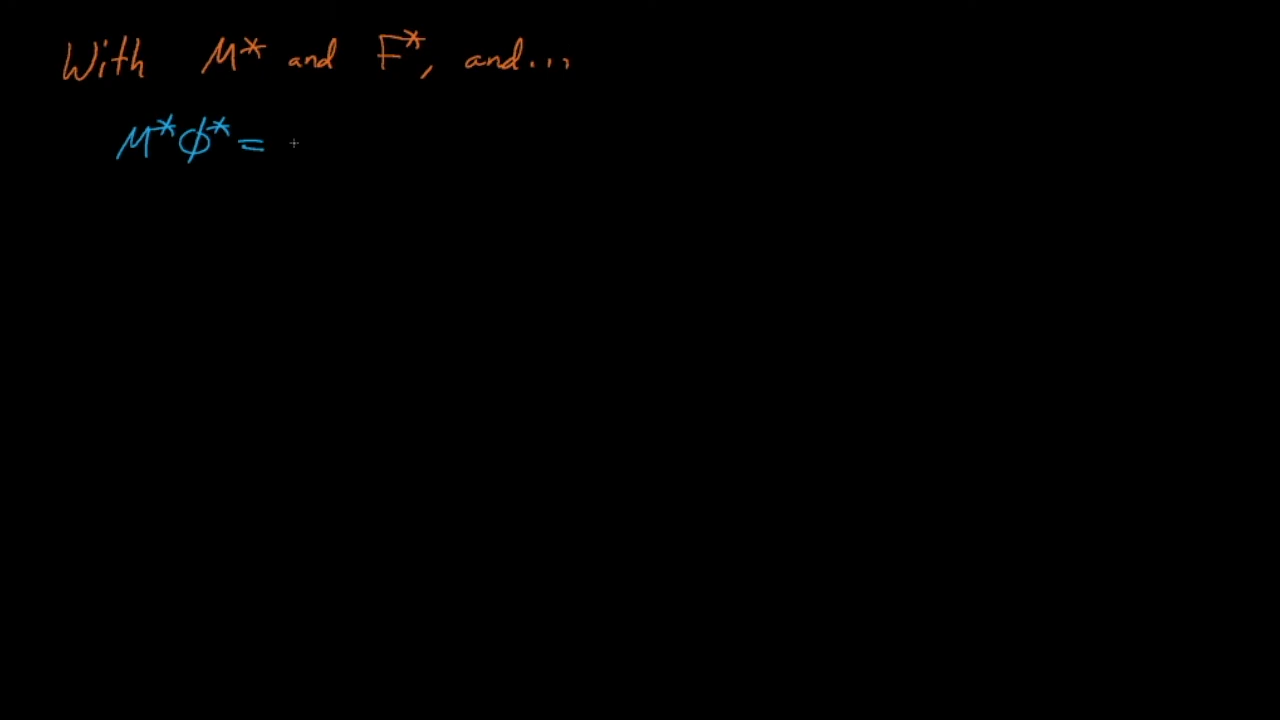 With M* and F*, and...
M*ϕ* =